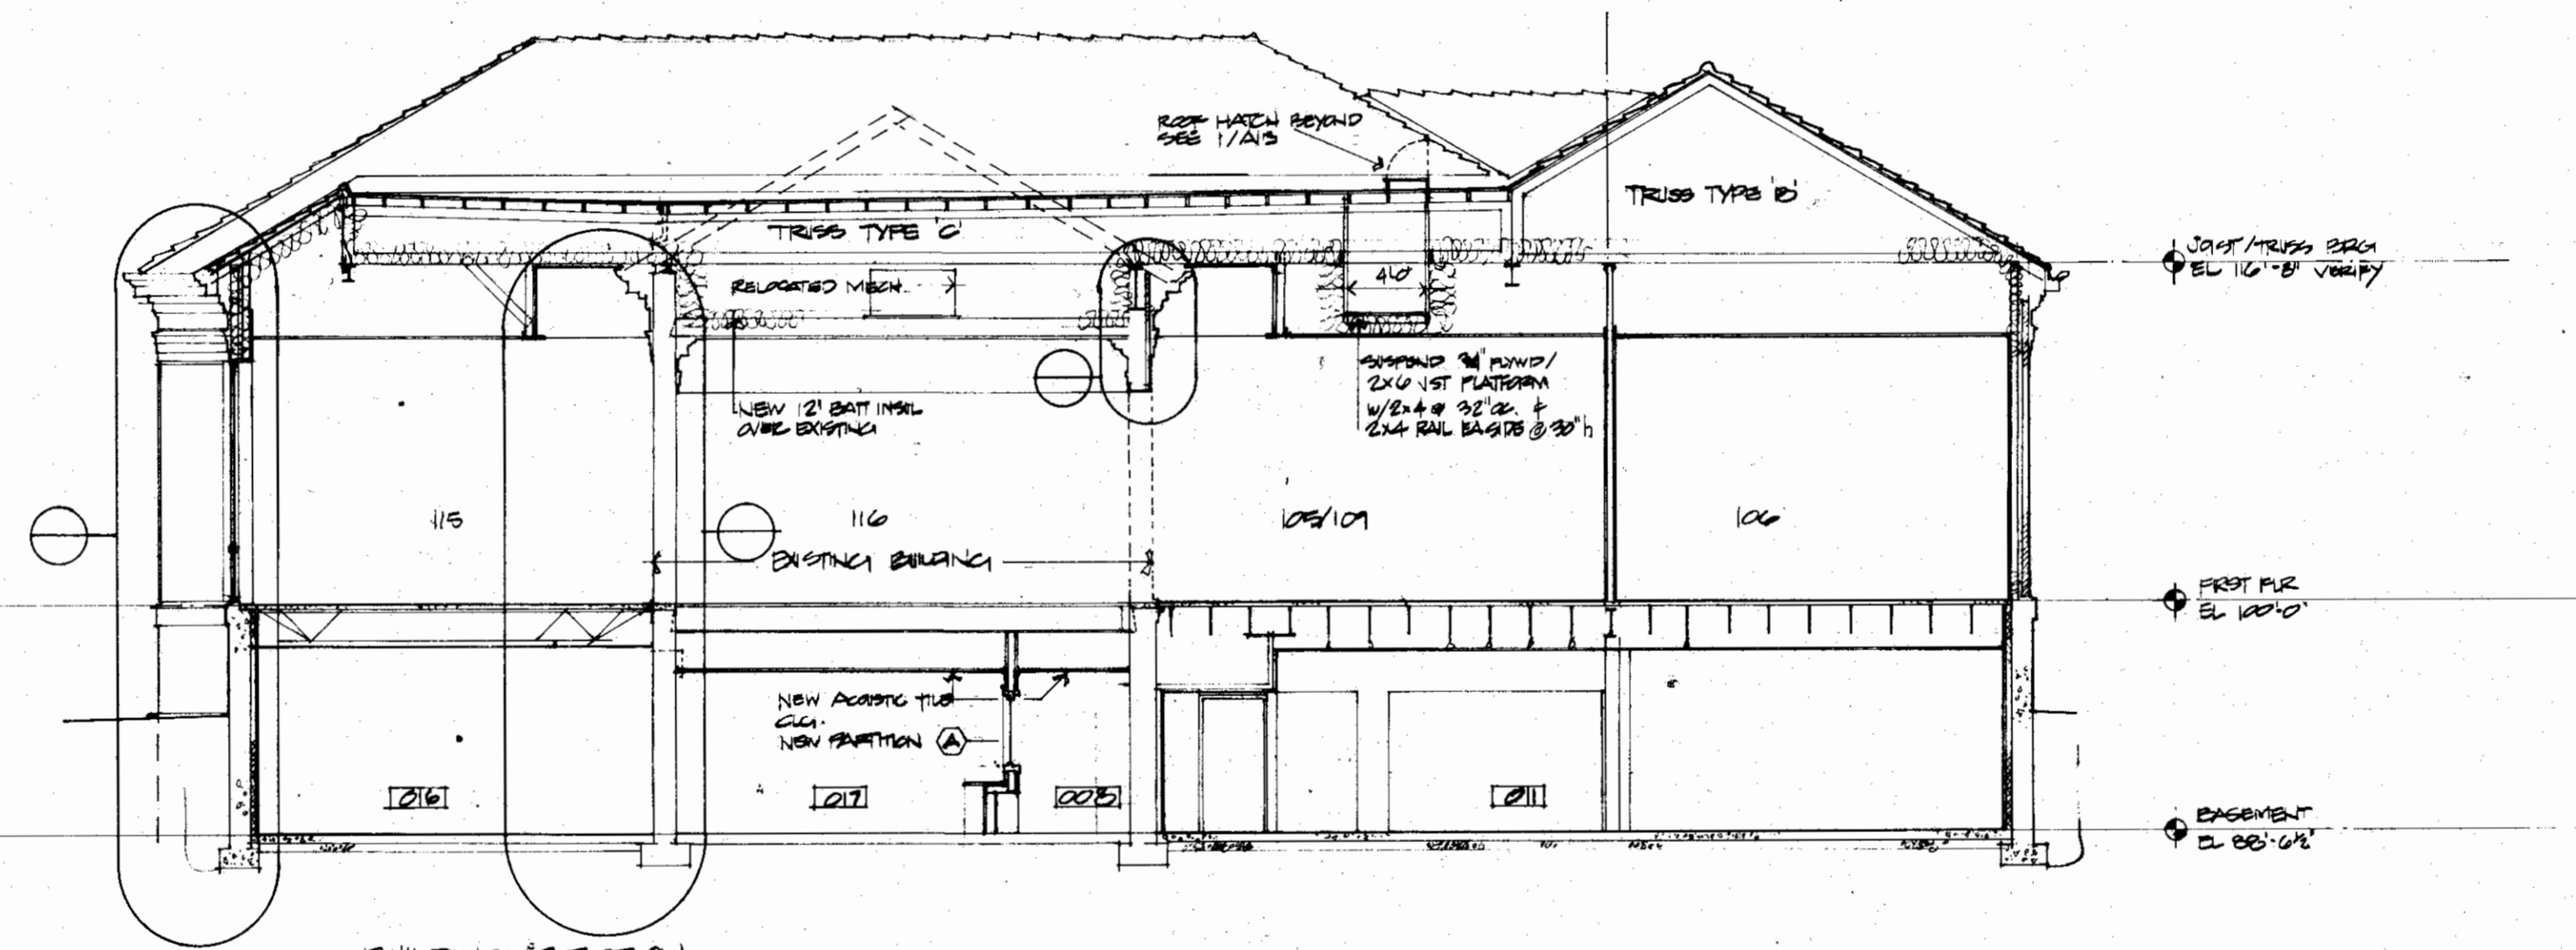 ROOF HATCH BEYOND
SEE 1/A13
TRUSS TYPE 'B'
TRUSS TYPE 'C'
JOIST/TRUSS BRG
EL 116'-8" VERIFY
RELOCATED MECH.
4'0"
SUSPEND 3/4" PLYWD/
2x6 JST PLATFORM
W/2x4 @ 32" OC. &
2x4 RAIL EA SIDE @ 30" h
NEW 12" BATT INSUL
OVER EXISTING
115
116
105/109
106
EXISTING BUILDING
FIRST FLR
EL 100'-0"
NEW ACOUSTIC TILE
CLG.
NEW PARTITION A
016
017
008
011
BASEMENT
EL 88'-6 1/2"
BUILDING SECTION